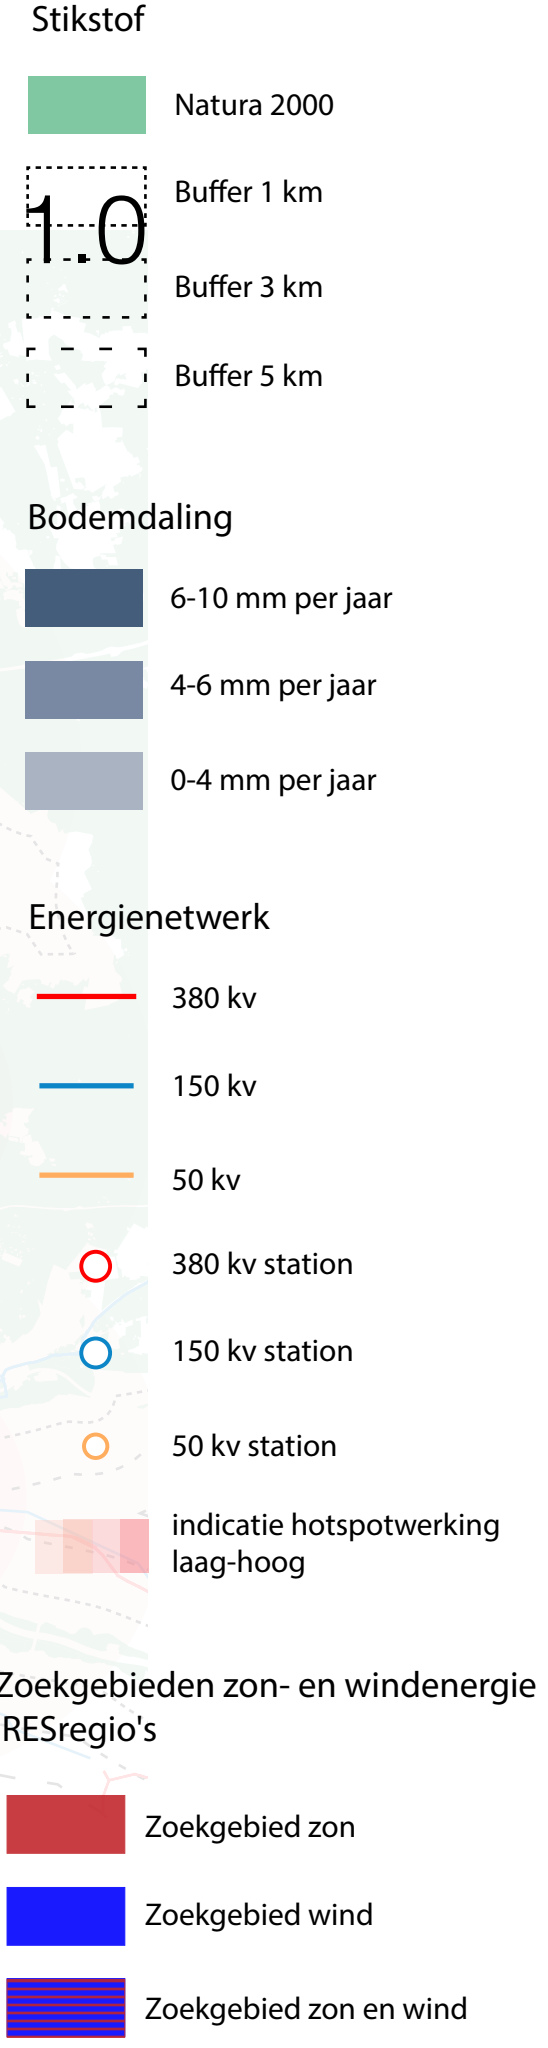 Stikstof
Natura 2000
Buffer 1 km
1.0
Buffer 3 km
Buffer 5 km
Bodemdaling
6-10 mm per jaar
4-6 mm per jaar
0-4 mm per jaar
Energienetwerk
380 kv
150 kv
50 kv
380 kv station
150 kv station
50 kv station
indicatie hotspotwerking
laag-hoog
Zoekgebieden zon- en windenergie
RESregio's
Zoekgebied zon
Zoekgebied wind
Zoekgebied zon en wind